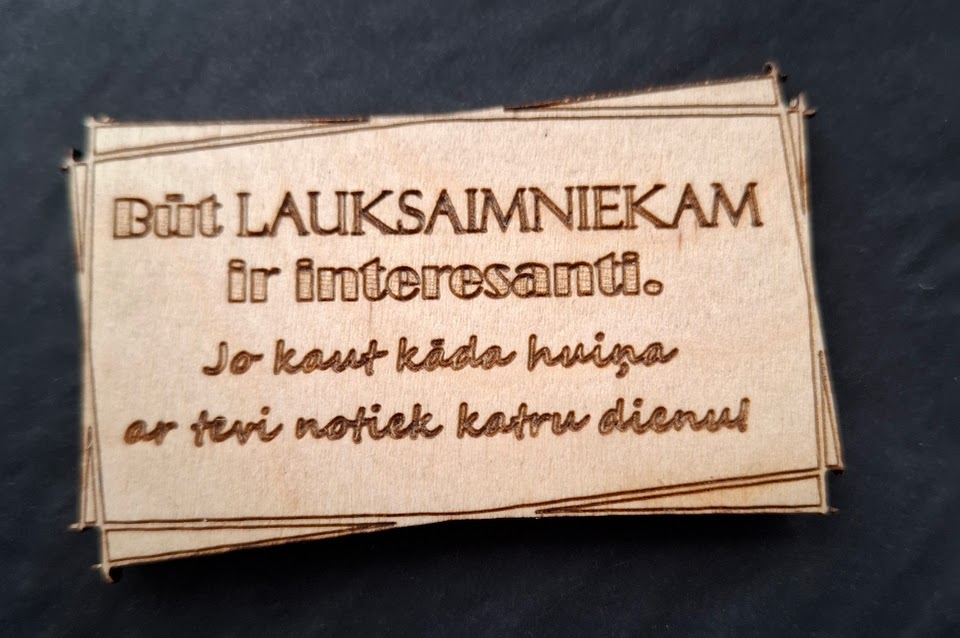 Būt LAUKSAIMNIEKAM
ir interesanti.
Jo kaut kāda huiņa
ar tevi notiek katru dienu!